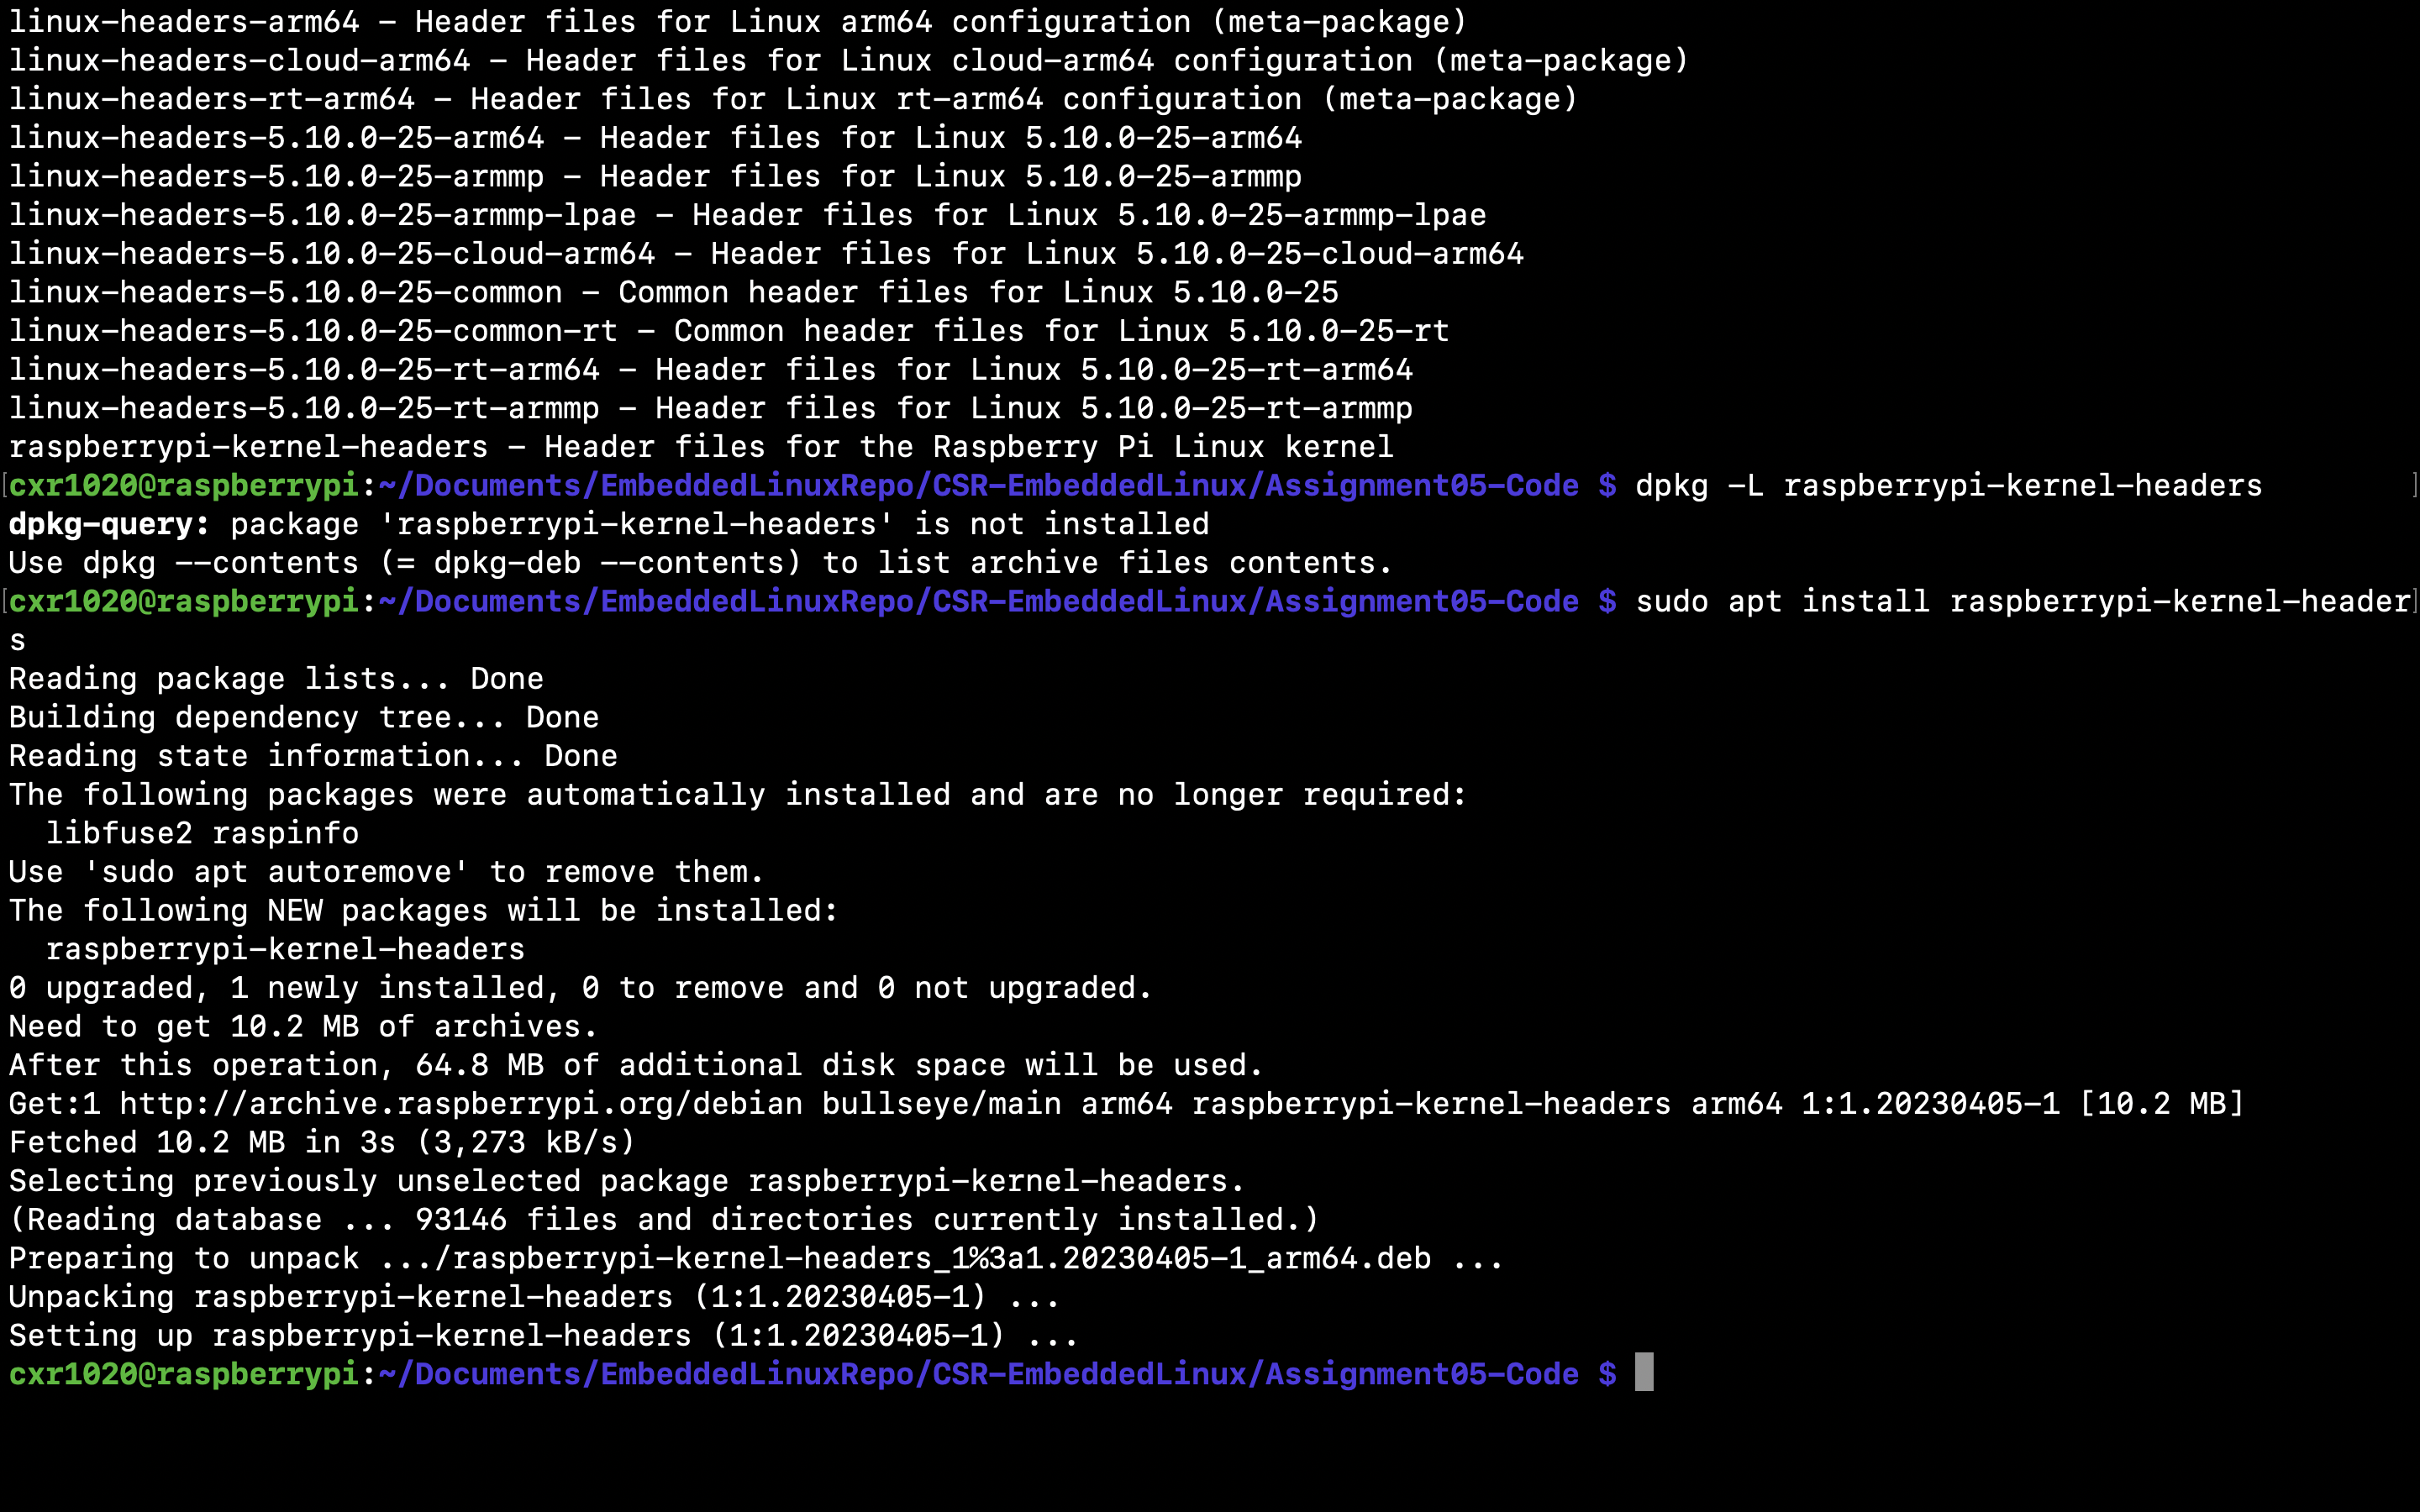 linux-headers-arm64 - Header files for Linux arm64 configuration (meta-package)
linux-headers-cloud-arm64 - Header files for Linux cloud-arm64 configuration (meta-package)
linux-headers-rt-arm64 - Header files for Linux rt-arm64 configuration (meta-package)
linux-headers-5.10.0-25-arm64 - Header files for Linux 5.10.0-25-arm64
linux-headers-5.10.0-25-armmp - Header files for Linux 5.10.0-25-armmp
linux-headers-5.10.0-25-armmp-lpae - Header files for Linux 5.10.0-25-armmp-lpae
linux-headers-5.10.0-25-cloud-arm64 - Header files for Linux 5.10.0-25-cloud-arm64
linux-headers-5.10.0-25-common - Common header files for Linux 5.10.0-25
linux-headers-5.10.0-25-common-rt - Common header files for Linux 5.10.0-25-rt
linux-headers-5.10.0-25-rt-arm64 - Header files for Linux 5.10.0-25-rt-arm64
linux-headers-5.10.0-25-rt-armmp - Header files for Linux 5.10.0-25-rt-armmp
raspberrypi-kernel-headers - Header files for the Raspberry Pi Linux kernel
[cxr1020@raspberrypi:~/Documents/EmbeddedLinuxRepo/CSR-EmbeddedLinux/Assignment05-Code $ dpkg -L raspberrypi-kernel-headers ]
dpkg-query: package 'raspberrypi-kernel-headers' is not installed
Use dpkg --contents (= dpkg-deb --contents) to list archive files contents.
[cxr1020@raspberrypi:~/Documents/EmbeddedLinuxRepo/CSR-EmbeddedLinux/Assignment05-Code $ sudo apt install raspberrypi-kernel-header]
s
Reading package lists... Done
Building dependency tree... Done
Reading state information... Done
The following packages were automatically installed and are no longer required:
  libfuse2 raspinfo
Use 'sudo apt autoremove' to remove them.
The following NEW packages will be installed:
  raspberrypi-kernel-headers
0 upgraded, 1 newly installed, 0 to remove and 0 not upgraded.
Need to get 10.2 MB of archives.
After this operation, 64.8 MB of additional disk space will be used.
Get:1 http://archive.raspberrypi.org/debian bullseye/main arm64 raspberrypi-kernel-headers arm64 1:1.20230405-1 [10.2 MB]
Fetched 10.2 MB in 3s (3,273 kB/s)
Selecting previously unselected package raspberrypi-kernel-headers.
(Reading database ... 93146 files and directories currently installed.)
Preparing to unpack .../raspberrypi-kernel-headers_1%3a1.20230405-1_arm64.deb ...
Unpacking raspberrypi-kernel-headers (1:1.20230405-1) ...
Setting up raspberrypi-kernel-headers (1:1.20230405-1) ...
cxr1020@raspberrypi:~/Documents/EmbeddedLinuxRepo/CSR-EmbeddedLinux/Assignment05-Code $